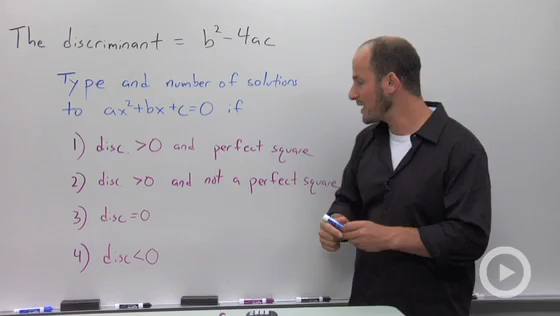 The discriminant = b²-4ac
Type and number of solutions
to ax²+bx+c=0 if
1) disc. >0 and perfect square
2) disc >0 and not a perfect square
3) disc=0
4) disc<0